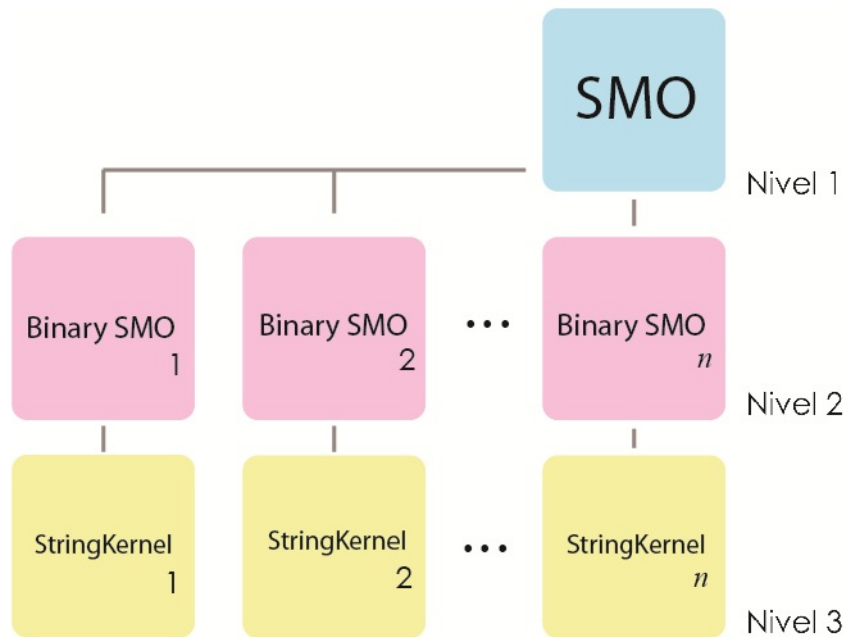 SMO
Nivel 1
Binary SMO
1
Binary SMO
2
...
Binary SMO
n
Nivel 2
StringKernel
1
StringKernel
2
...
StringKernel
n
Nivel 3